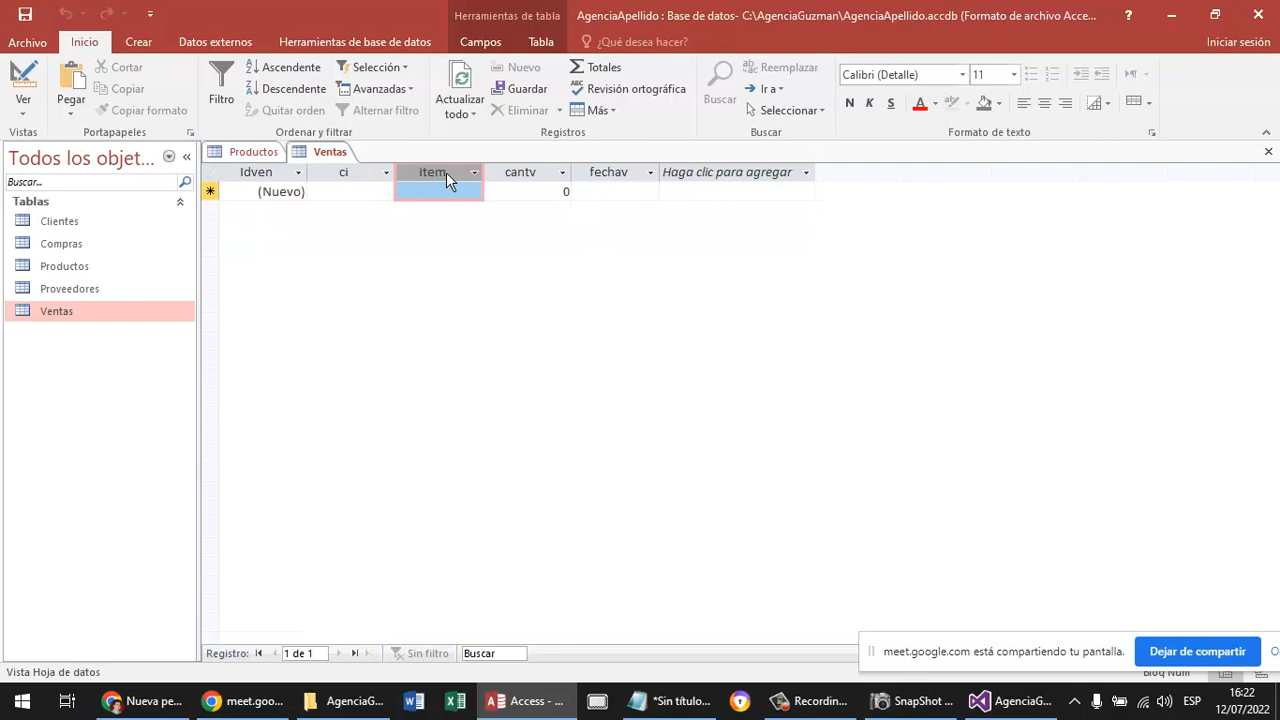 Herramientas de tabla
AgenciaApellido : Base de datos- C:\AgenciaGuzman\AgenciaApellido.accdb (Formato de archivo Acce...
?
Archivo
Inicio
Crear
Datos externos
Herramientas de base de datos
Campos
Tabla
¿Qué desea hacer?
Iniciar sesión
Ver
Vistas
Pegar
Cortar
Copiar
Copiar formato
Portapapeles
Filtro
Ascendente
Descendente
Quitar orden
Selección
Avanzadas
Alternar filtro
Ordenar y filtrar
Actualizar
todo
Nuevo
Guardar
Eliminar
Totales
Revisión ortográfica
Más
Registros
Buscar
Reemplazar
Ir a
Seleccionar
Buscar
Calibri (Detalle)
11
N K S A
Formato de texto
Todos los objet...
Buscar...
Tablas
Clientes
Compras
Productos
Proveedores
Ventas
Productos
Ventas
Idven
ci
item
cantv
fechav
Haga clic para agregar
(Nuevo)
0
Registro:
1 de 1
Sin filtro
Buscar
meet.google.com está compartiendo tu pantalla.
Dejar de compartir
Vista Hoja de datos
Bloq Num
Nueva pe...
meet.goo...
AgenciaG...
Access - ...
*Sin título...
Recordin...
SnapShot ...
AgenciaG...
ESP
16:22
12/07/2022